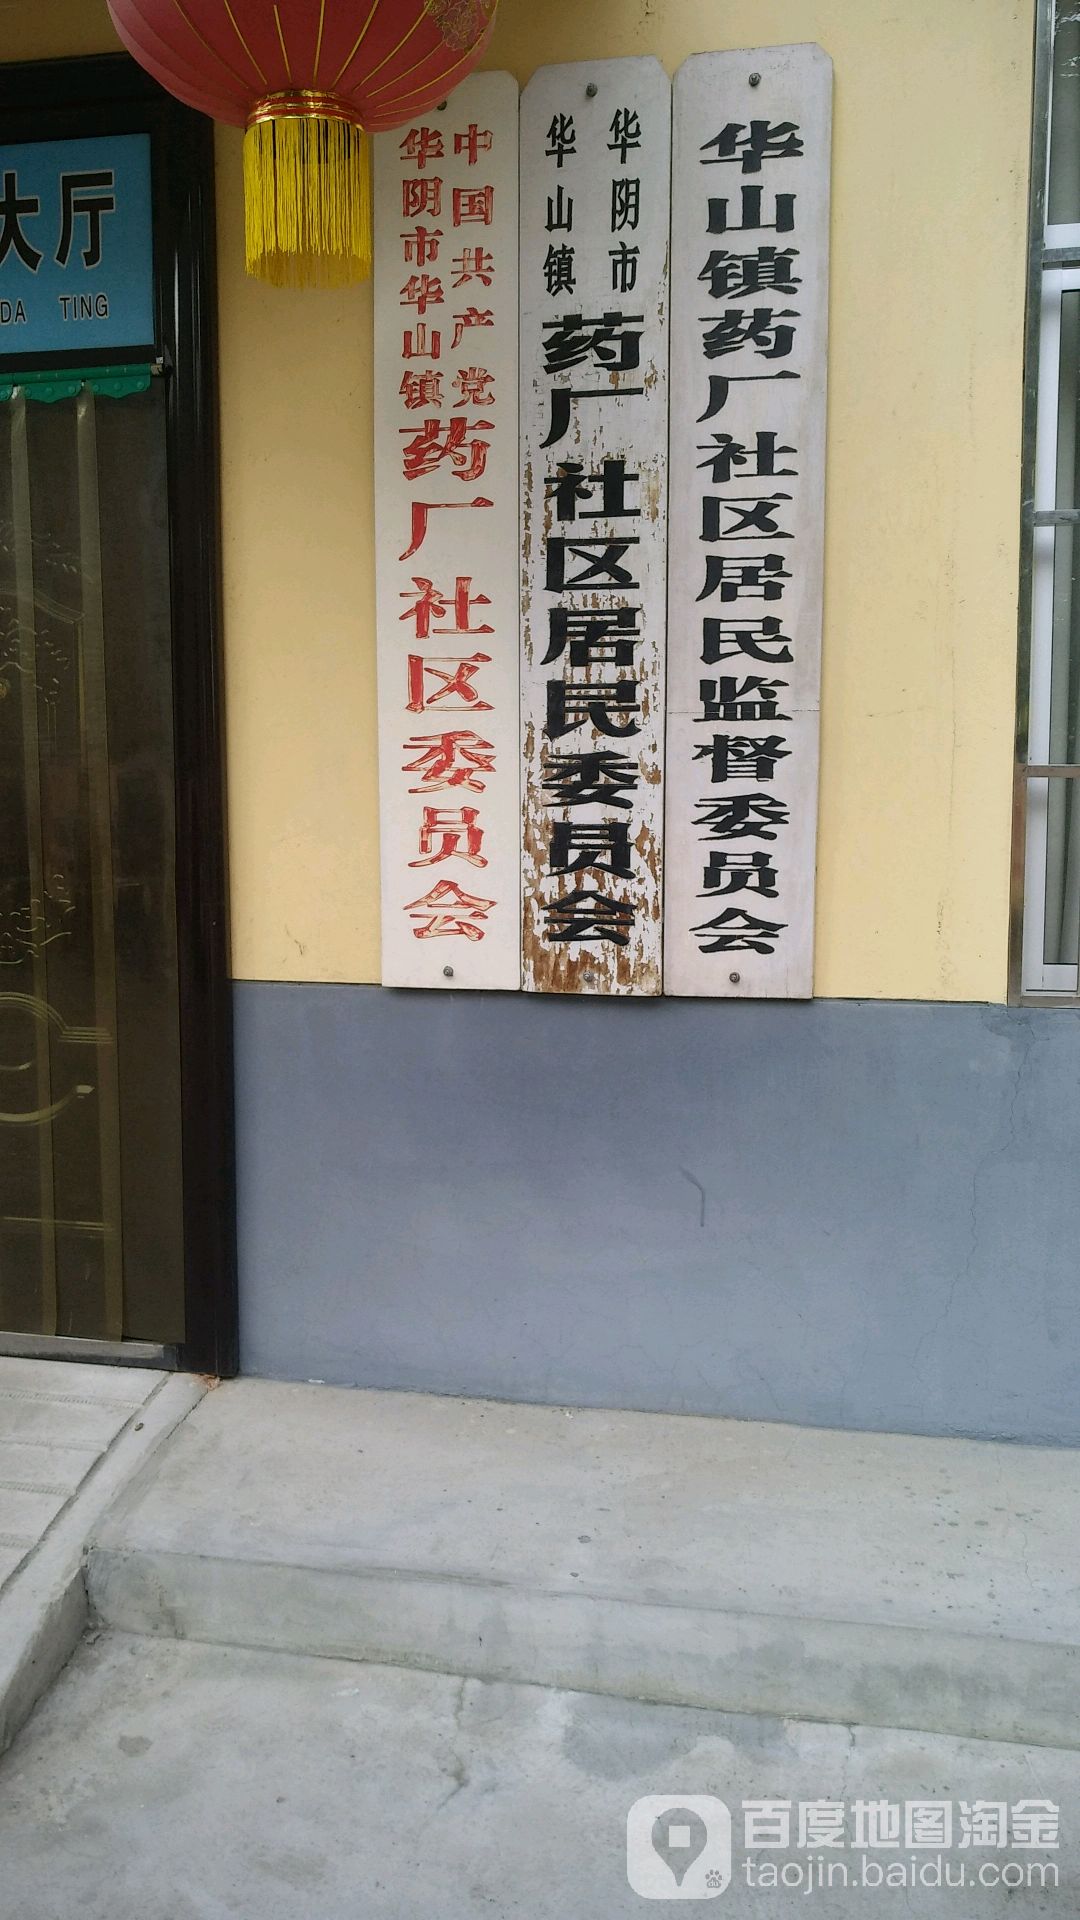 大厅
DA TING
中国共产党
华阴市华山镇
药厂社区委员会
华阴市
华山镇
药厂社区居民委员会
华山镇药厂社区居民监督委员会
百度地图淘金
taojin.baidu.com